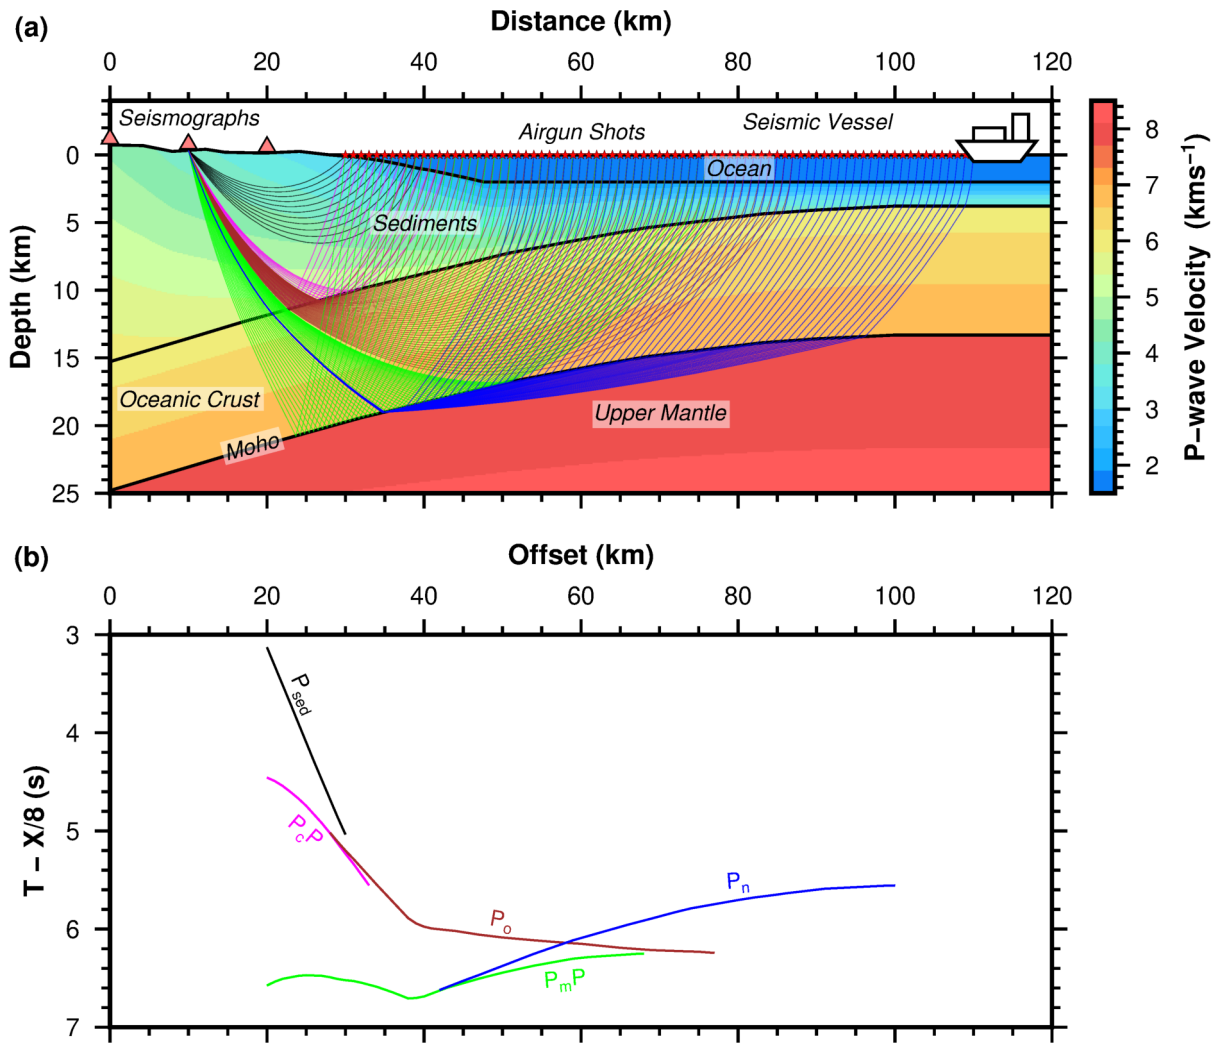 (a)
Distance (km)
0 20 40 60 80 100 120
Seismographs
Airgun Shots
Seismic Vessel
Ocean
Sediments
Oceanic Crust
Moho
Upper Mantle
Depth (km)
0
5
10
15
20
25
8
7
6
5
4
3
2
P-wave Velocity (kms⁻¹)
(b)
Offset (km)
0 20 40 60 80 100 120
T – X/8 (s)
3
4
5
6
7
Psed
PcP
Po
Pn
PmP